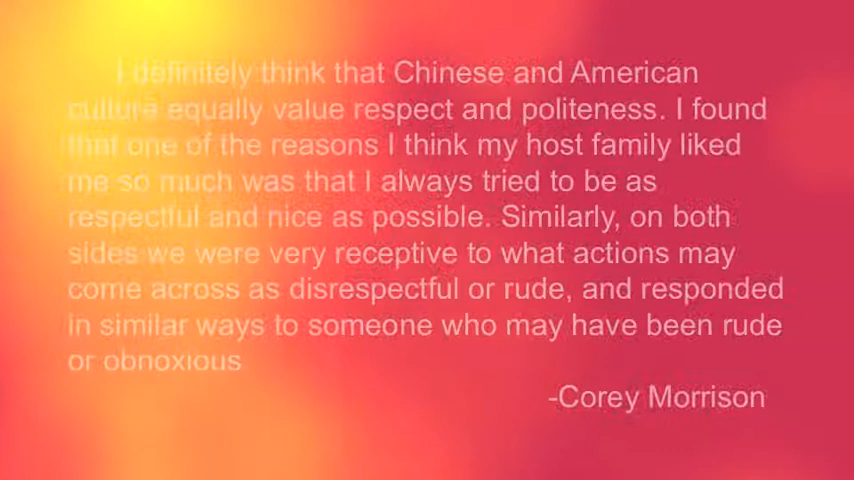 I definitely think that Chinese and American
culture equally value respect and politeness. I found
that one of the reasons I think my host family liked
me so much was that I always tried to be as
respectful and nice as possible. Similarly, on both
sides we were very receptive to what actions may
come across as disrespectful or rude, and responded
in similar ways to someone who may have been rude
or obnoxious
-Corey Morrison